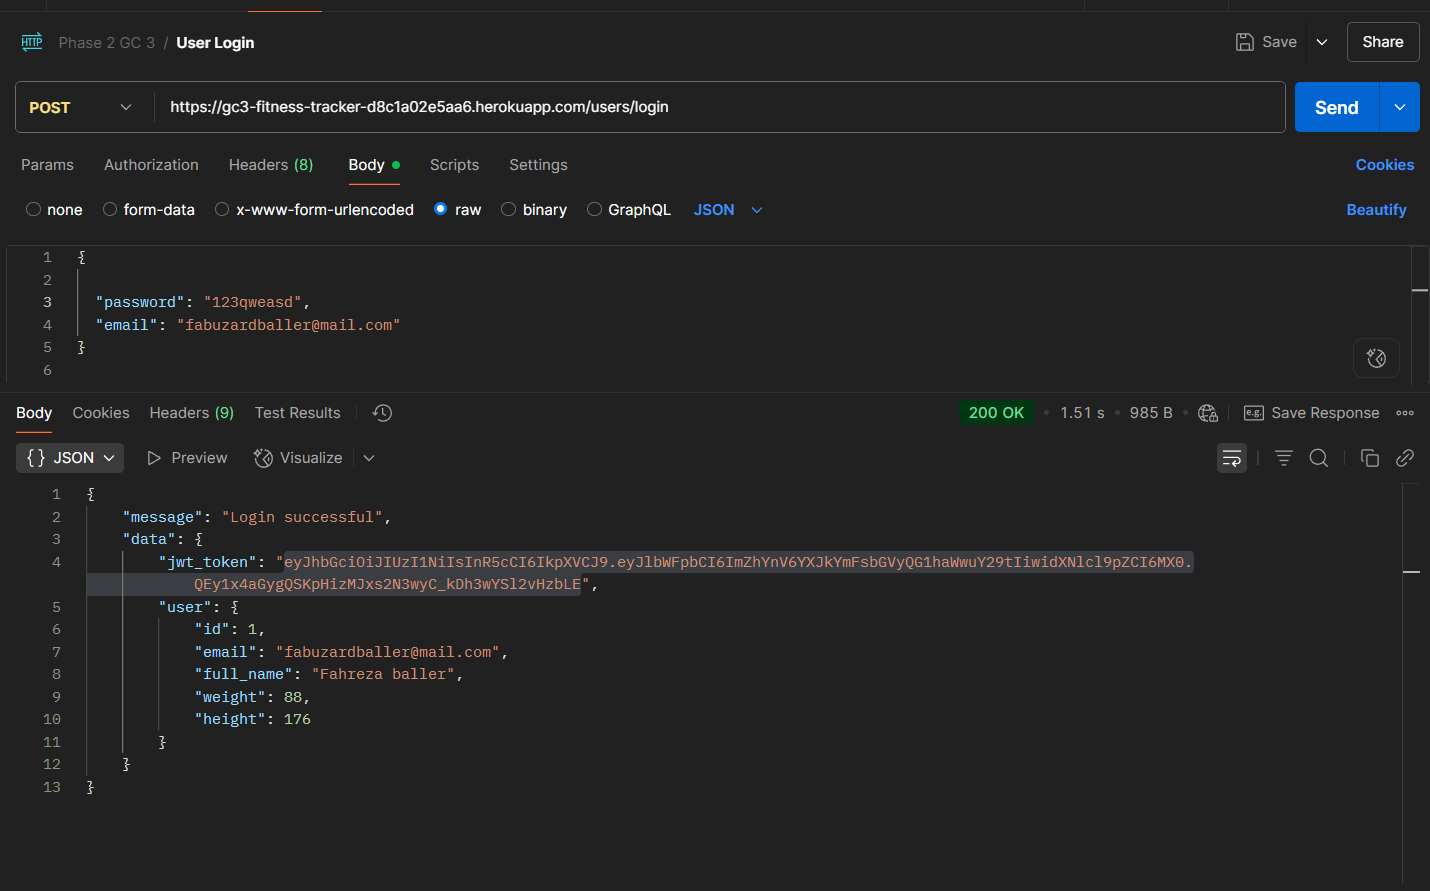 HTTP Phase 2 GC 3 / User Login Save Share
POST https://gc3-fitness-tracker-d8c1a02e5aa6.herokuapp.com/users/login Send
Params Authorization Headers (8) Body Scripts Settings Cookies
none form-data x-www-form-urlencoded raw binary GraphQL JSON Beautify
1 {
2
3 "password": "123qweasd",
4 "email": "fabuzardballer@mail.com"
5 }
6
Body Cookies Headers (9) Test Results 200 OK • 1.51 s • 985 B • e.g. Save Response
{} JSON Preview Visualize
1 {
2 "message": "Login successful",
3 "data": {
4 "jwt_token": "eyJhbGciOiJIUzI1NiIsInR5cCI6IkpXVCJ9.eyJlbWFpbCI6ImZhYnV6YXJkYmFsbGVyQG1haWwuY29tIiwidXNlcl9pZCI6MX0.
QEy1x4aGygQSKpHizMJxs2N3wyC_kDh3wYSl2vHzbLE",
5 "user": {
6 "id": 1,
7 "email": "fabuzardballer@mail.com",
8 "full_name": "Fahreza baller",
9 "weight": 88,
10 "height": 176
11 }
12 }
13 }